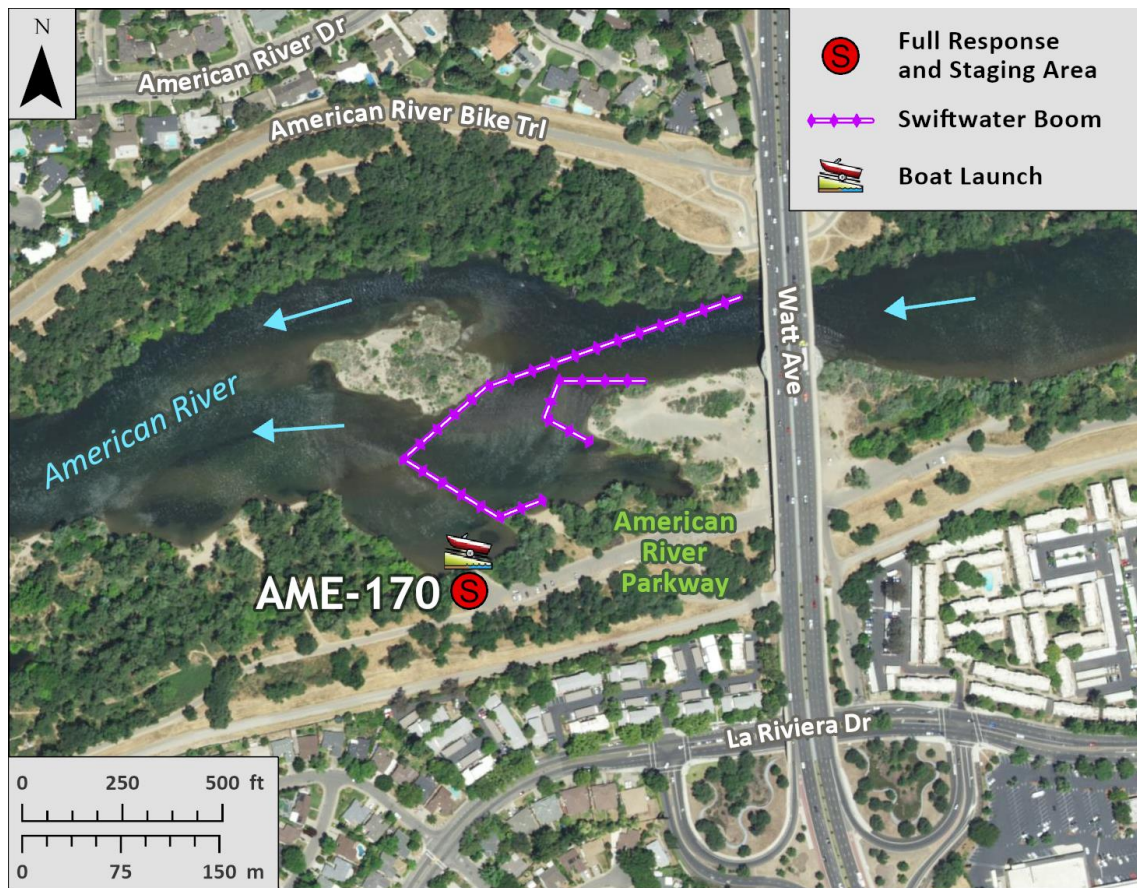 N
American River Dr
American River Bike Trl
S
Full Response
and Staging Area
Swiftwater Boom
Boat Launch
Watt Ave
American River
American
River
Parkway
AME-170
S
La Riviera Dr
0 250 500 ft
0 75 150 m